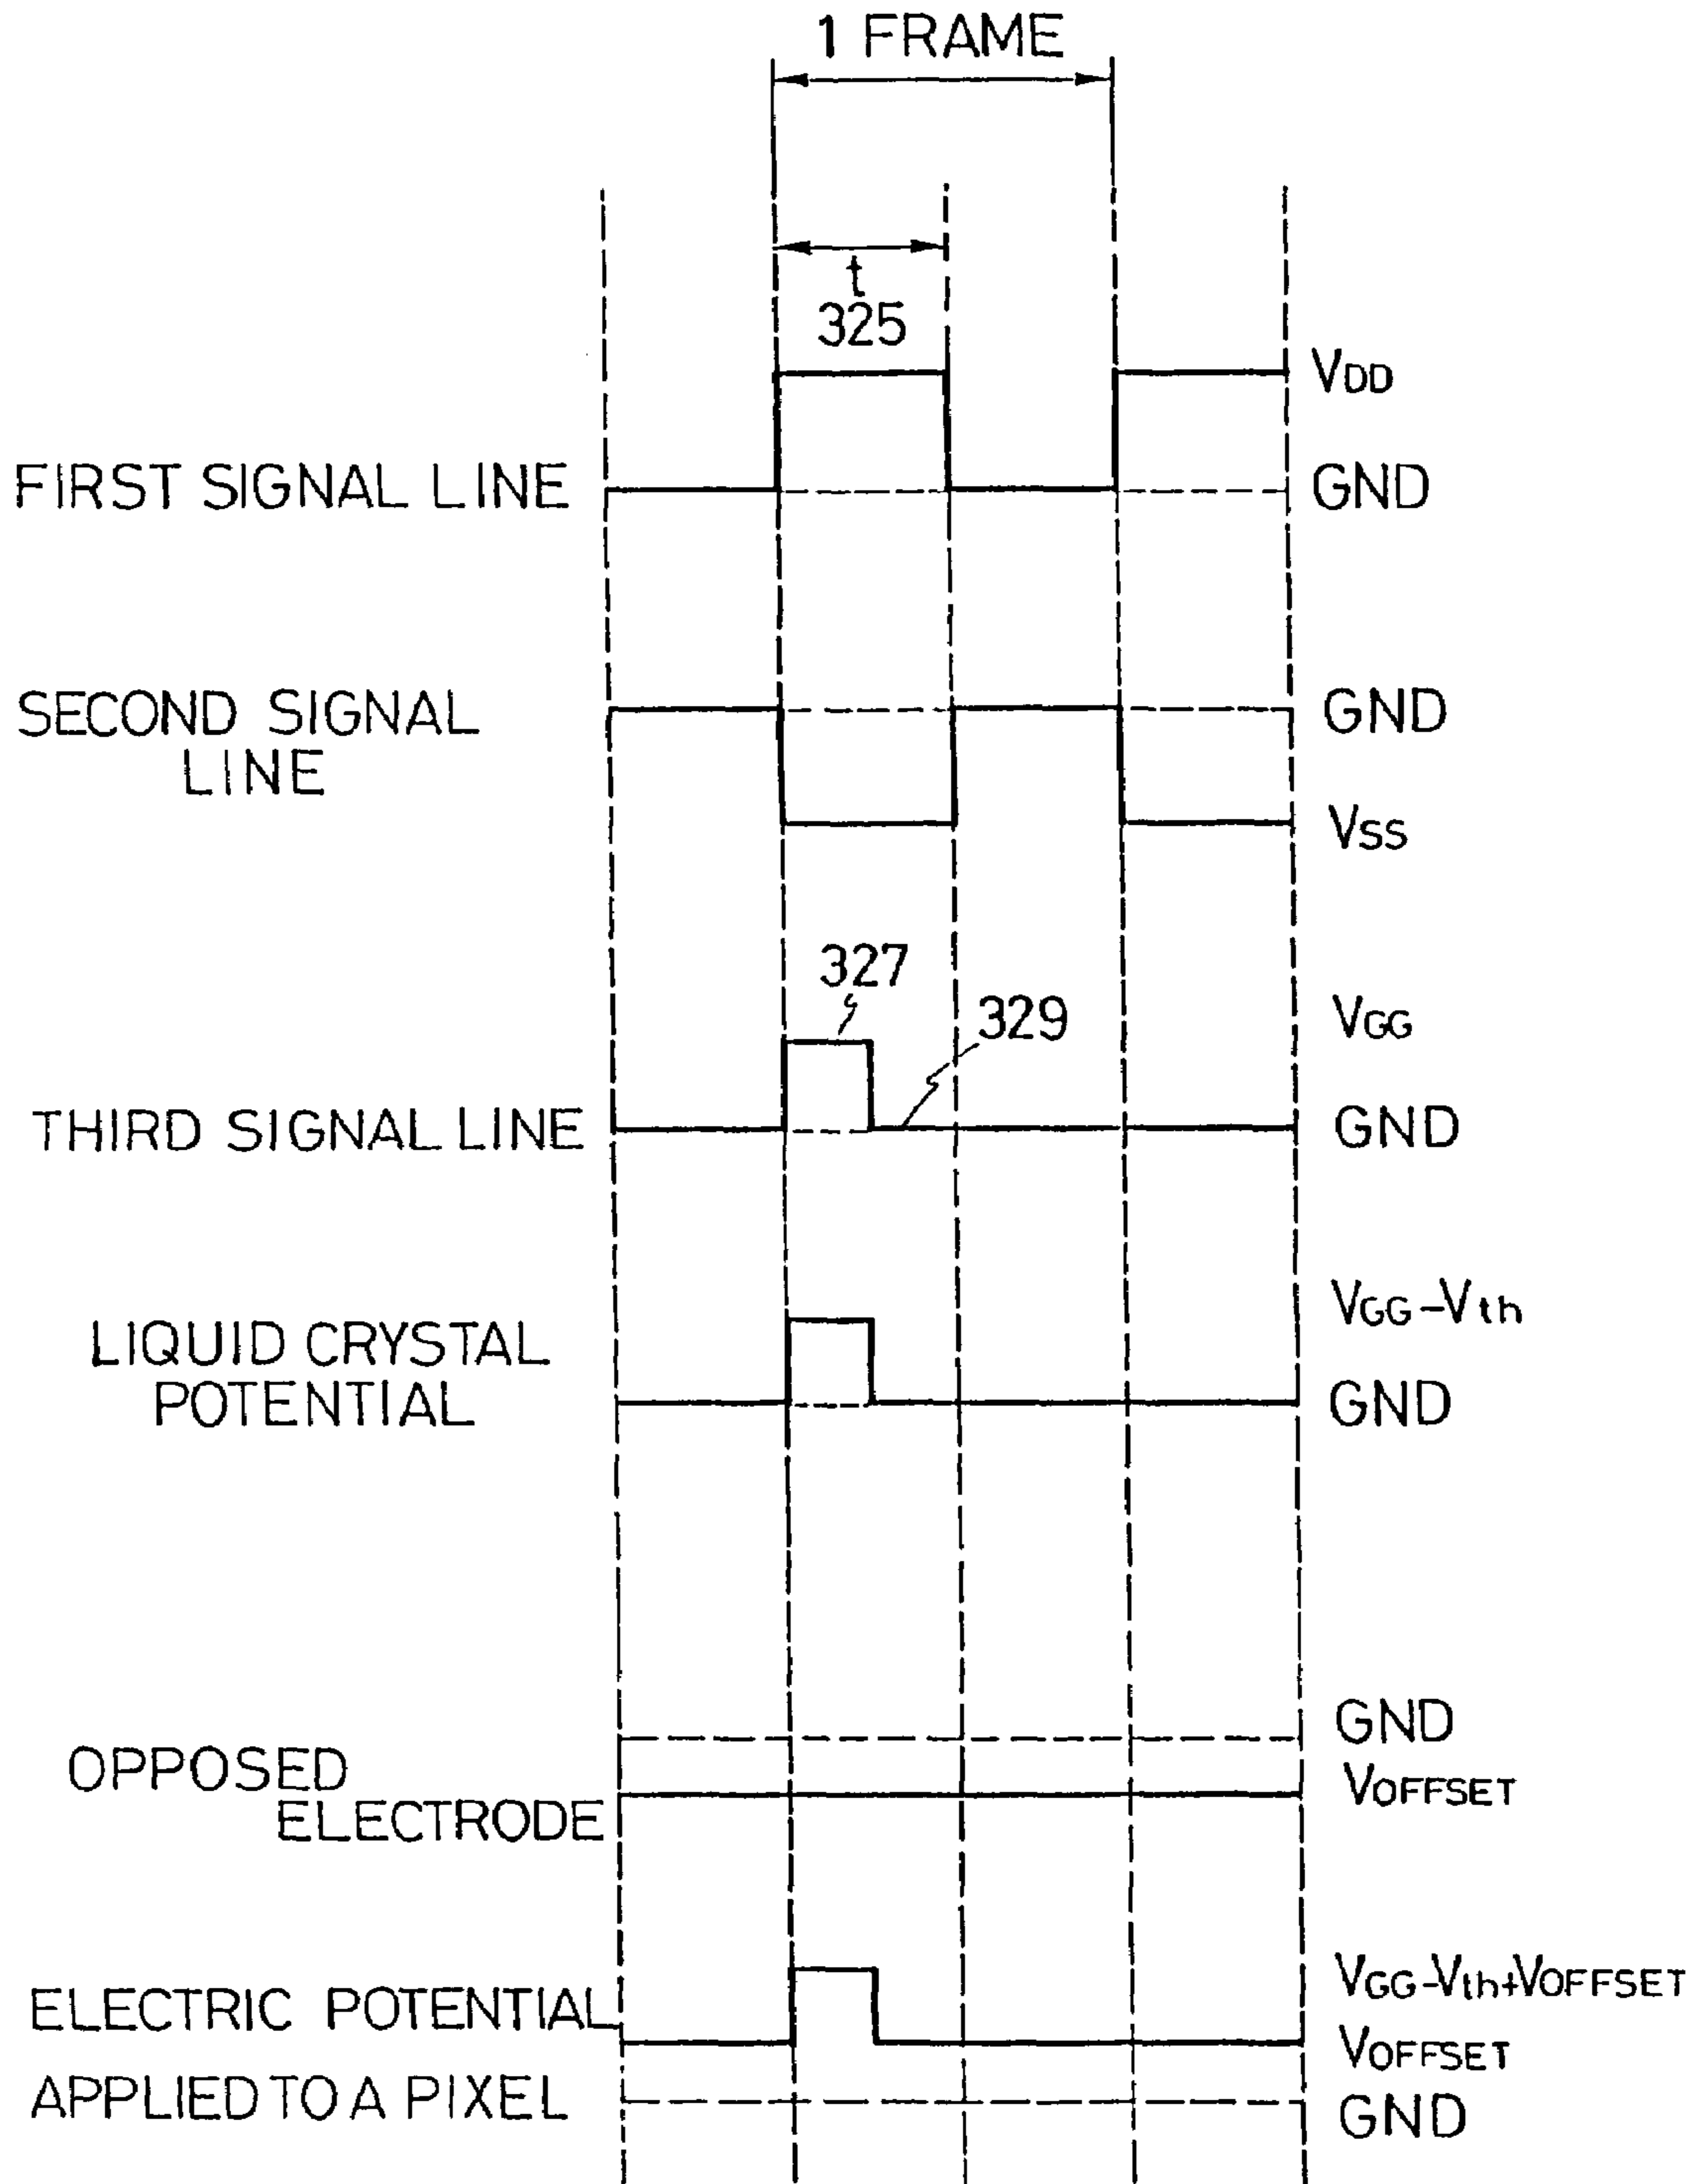 1 FRAME
t
325
VDD
FIRST SIGNAL LINE
GND
SECOND SIGNAL
LINE
GND
VSS
327
329
VGG
THIRD SIGNAL LINE
GND
VGG-Vth
LIQUID CRYSTAL
POTENTIAL
GND
GND
OPPOSED
ELECTRODE
VOFFSET
VGG-Vth+VOFFSET
ELECTRIC POTENTIAL
VOFFSET
APPLIED TO A PIXEL
GND